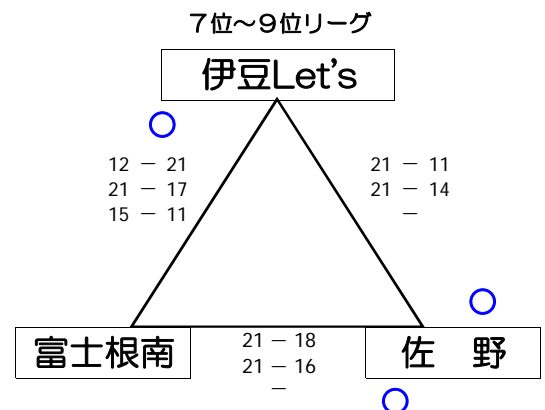 ７位～９位リーグ
伊豆Let's
12 － 21
21 － 17
15 － 11
21 － 11
21 － 14
－
富士根南
21 － 18
21 － 16
－
佐　野